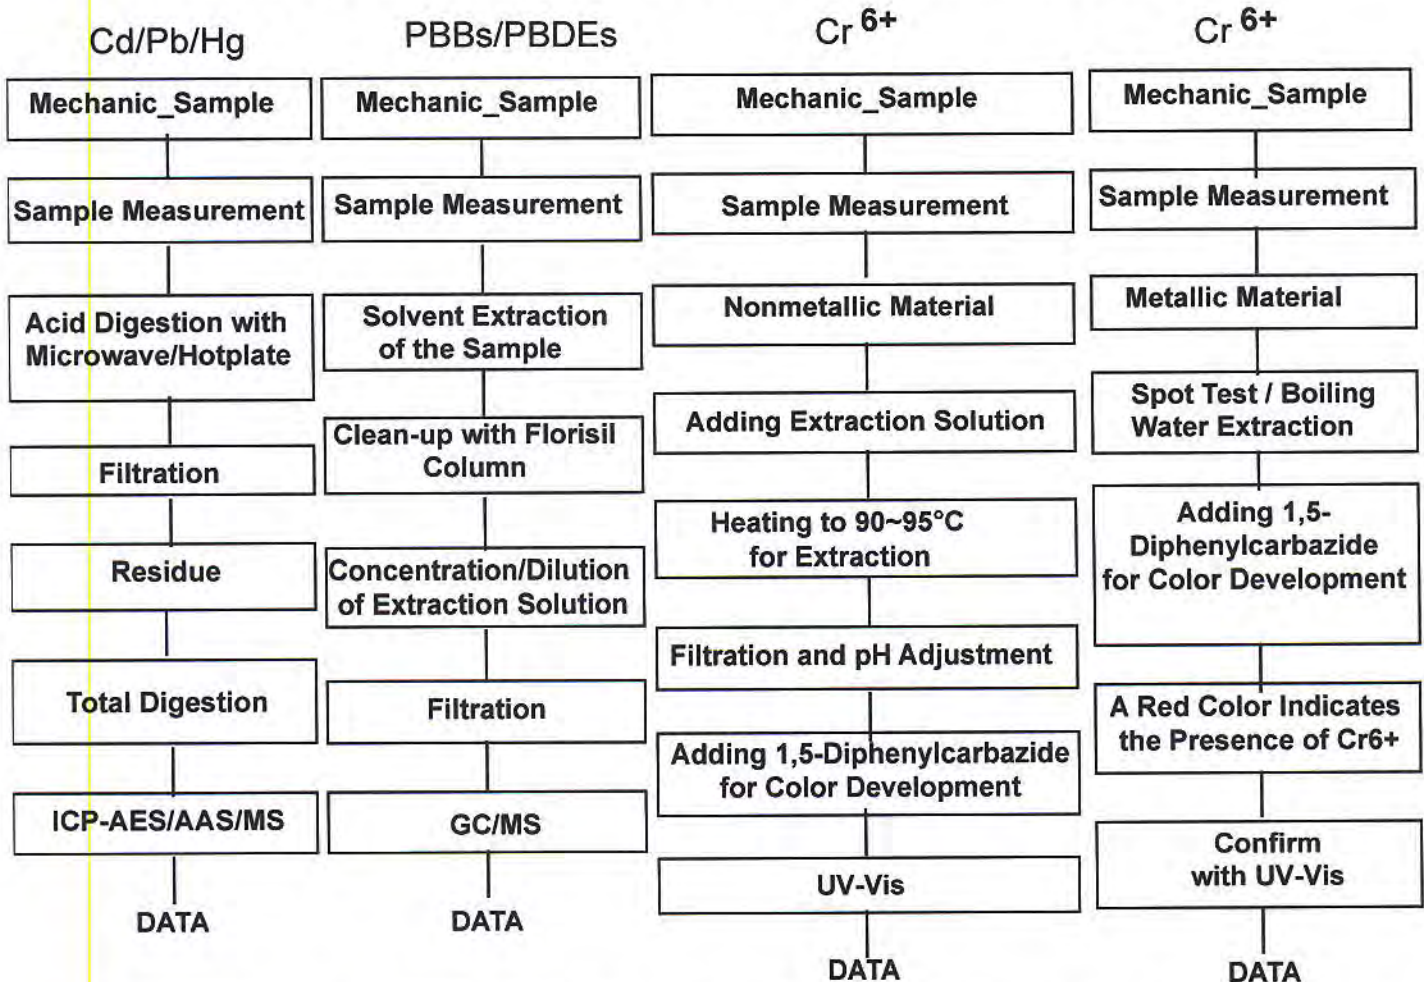 Cd/Pb/Hg
Mechanic_Sample
Sample Measurement
Acid Digestion with
Microwave/Hotplate
Filtration
Residue
Total Digestion
ICP-AES/AAS/MS
DATA
PBBs/PBDEs
Mechanic_Sample
Sample Measurement
Solvent Extraction
of the Sample
Clean-up with Florisil
Column
Concentration/Dilution
of Extraction Solution
Filtration
GC/MS
DATA
Cr 6+
Mechanic_Sample
Sample Measurement
Nonmetallic Material
Adding Extraction Solution
Heating to 90~95°C
for Extraction
Filtration and pH Adjustment
Adding 1,5-Diphenylcarbazide
for Color Development
UV-Vis
DATA
Cr 6+
Mechanic_Sample
Sample Measurement
Metallic Material
Spot Test / Boiling
Water Extraction
Adding 1,5-
Diphenylcarbazide
for Color Development
A Red Color Indicates
the Presence of Cr6+
Confirm
with UV-Vis
DATA